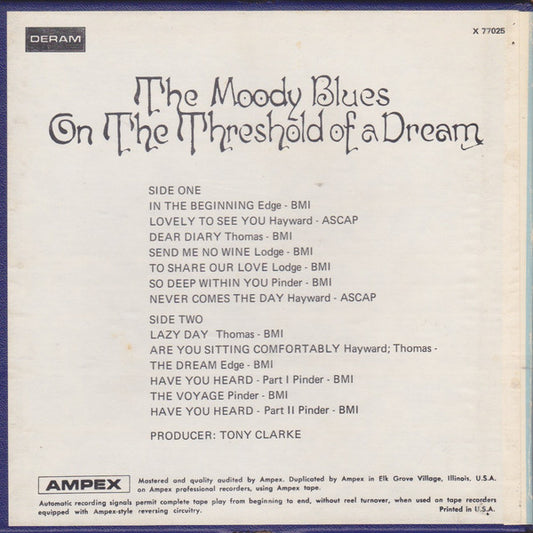 DERAM
X 77025
The Moody Blues
On The Threshold of a Dream
SIDE ONE
IN THE BEGINNING Edge - BMI
LOVELY TO SEE YOU Hayward - ASCAP
DEAR DIARY Thomas - BMI
SEND ME NO WINE Lodge - BMI
TO SHARE OUR LOVE Lodge - BMI
SO DEEP WITHIN YOU Pinder - BMI
NEVER COMES THE DAY Hayward - ASCAP
SIDE TWO
LAZY DAY Thomas - BMI
ARE YOU SITTING COMFORTABLY Hayward; Thomas -
THE DREAM Edge - BMI
HAVE YOU HEARD - Part I Pinder - BMI
THE VOYAGE Pinder - BMI
HAVE YOU HEARD - Part II Pinder - BMI
PRODUCER: TONY CLARKE
AMPEX
Mastered and quality audited by Ampex. Duplicated by Ampex in Elk Grove Village, Illinois, U.S.A.
on Ampex professional recorders, using Ampex tape.
Automatic recording signals permit complete tape play from beginning to end, without reel turnover, when used on tape recorders
equipped with Ampex-style reversing circuitry.
Printed in U.S.A.